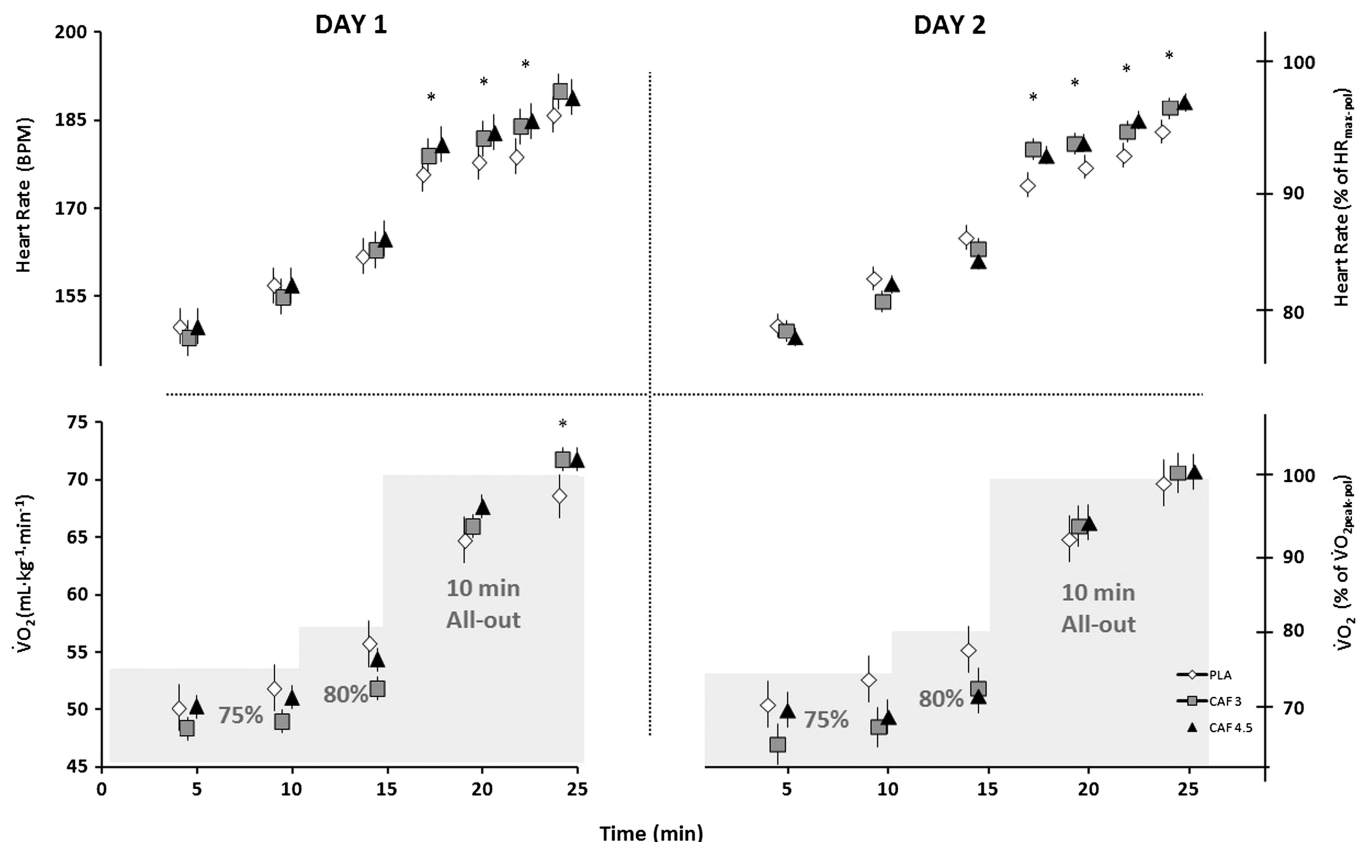 DAY 1
DAY 2
200
185
170
155
Heart Rate (BPM)
* * *
* * * *
100
90
80
Heart Rate (% of HRmax-pol)
75
70
65
60
55
50
45
V̇O2 (mL·kg-1·min-1)
*
75%
80%
10 min
All-out
75%
80%
10 min
All-out
PLA
CAF 3
CAF 4.5
100
90
80
70
V̇O2 (% of V̇O2peak-pol)
0 5 10 15 20 25
5 10 15 20 25
Time (min)